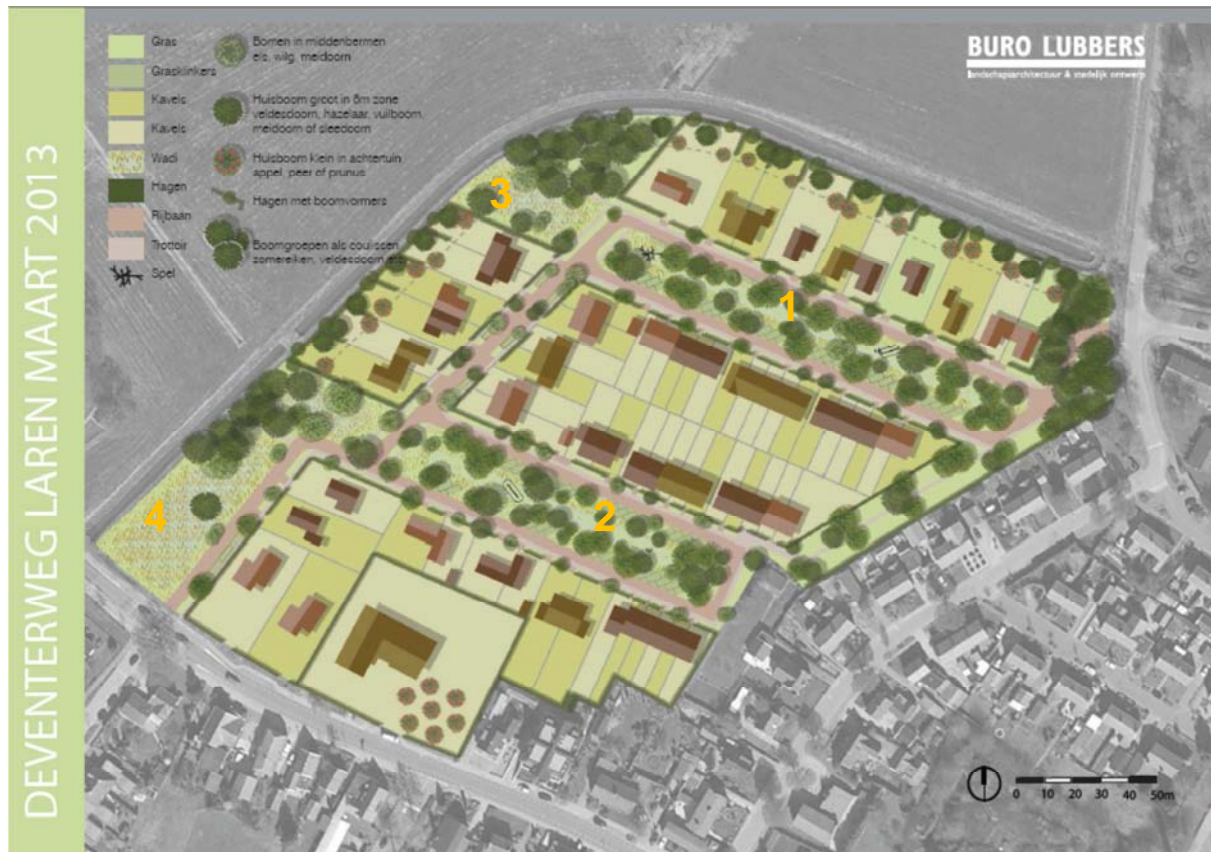 DEVENTERWEG LAREN MAART 2013
Gras
Grasklinkers
Kavels
Kavels
Wadi
Hagen
Rijbaan
Trottoir
Spel
Bomen in middenbermen
els, wilg, meidoorn
Huisboom groot in 6m zone
veldesdoorn, hazelaar, vuilboom,
meidoorn of sleedoorn
Huisboom klein in achtertuin
appel, peer of prunus
Hagen met boomvormers
Boomgroepen als coulissen
zomereiken, veldesdoorn etc.
BURO LUBBERS
landschapsarchitectuur & stedelijk ontwerp
3
1
2
4
0 10 20 30 40 50m